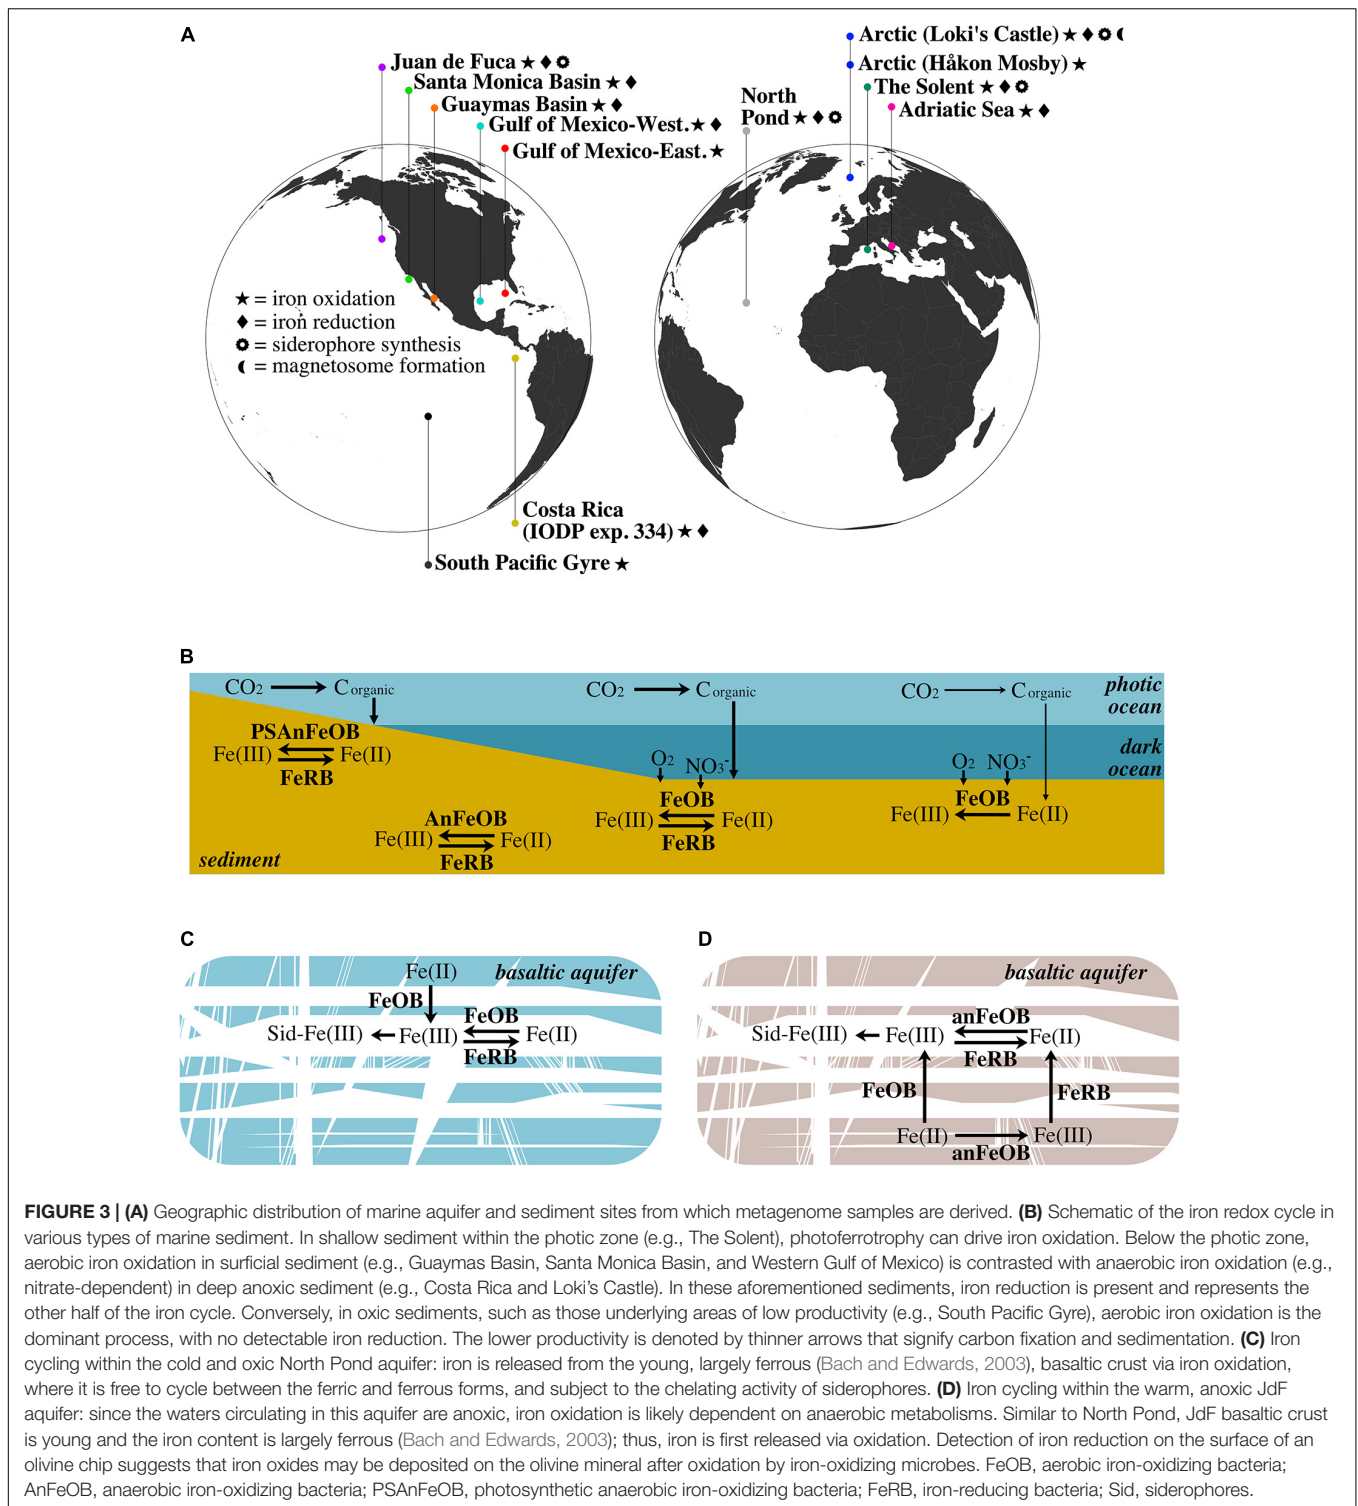 A
Juan de Fuca ★ ♦ ✪
Santa Monica Basin ★ ♦
Guaymas Basin ★ ♦
Gulf of Mexico-West. ★ ♦
Gulf of Mexico-East. ★
Arctic (Loki's Castle) ★ ♦ ✪ ☾
Arctic (Håkon Mosby) ★
The Solent ★ ♦ ✪
Adriatic Sea ★ ♦
North
Pond ★ ♦ ✪
★ = iron oxidation
♦ = iron reduction
✪ = siderophore synthesis
☾ = magnetosome formation
Costa Rica
(IODP exp. 334) ★ ♦
South Pacific Gyre ★
B
CO₂ → C organic
CO₂ → C organic
CO₂ → C organic
photic
ocean
dark
ocean
PSAnFeOB
Fe(III) Fe(II)
FeRB
AnFeOB
Fe(III) Fe(II)
FeRB
O₂ NO₃⁻
FeOB
Fe(III) Fe(II)
FeRB
O₂ NO₃⁻
FeOB
Fe(III) Fe(II)
sediment
C
basaltic aquifer
Fe(II)
FeOB
FeOB
Sid-Fe(III) Fe(III) Fe(II)
FeRB
D
basaltic aquifer
anFeOB
Sid-Fe(III) Fe(III) Fe(II)
FeRB
FeOB FeRB
Fe(II) Fe(III)
anFeOB
FIGURE 3 | (A) Geographic distribution of marine aquifer and sediment sites from which metagenome samples are derived. (B) Schematic of the iron redox cycle in
various types of marine sediment. In shallow sediment within the photic zone (e.g., The Solent), photoferrotrophy can drive iron oxidation. Below the photic zone,
aerobic iron oxidation in surficial sediment (e.g., Guaymas Basin, Santa Monica Basin, and Western Gulf of Mexico) is contrasted with anaerobic iron oxidation (e.g.,
nitrate-dependent) in deep anoxic sediment (e.g., Costa Rica and Loki's Castle). In these aforementioned sediments, iron reduction is present and represents the
other half of the iron cycle. Conversely, in oxic sediments, such as those underlying areas of low productivity (e.g., South Pacific Gyre), aerobic iron oxidation is the
dominant process, with no detectable iron reduction. The lower productivity is denoted by thinner arrows that signify carbon fixation and sedimentation. (C) Iron
cycling within the cold and oxic North Pond aquifer: iron is released from the young, largely ferrous (Bach and Edwards, 2003), basaltic crust via iron oxidation,
where it is free to cycle between the ferric and ferrous forms, and subject to the chelating activity of siderophores. (D) Iron cycling within the warm, anoxic JdF
aquifer: since the waters circulating in this aquifer are anoxic, iron oxidation is likely dependent on anaerobic metabolisms. Similar to North Pond, JdF basaltic crust
is young and the iron content is largely ferrous (Bach and Edwards, 2003); thus, iron is first released via oxidation. Detection of iron reduction on the surface of an
olivine chip suggests that iron oxides may be deposited on the olivine mineral after oxidation by iron-oxidizing microbes. FeOB, aerobic iron-oxidizing bacteria;
AnFeOB, anaerobic iron-oxidizing bacteria; PSAnFeOB, photosynthetic anaerobic iron-oxidizing bacteria; FeRB, iron-reducing bacteria; Sid, siderophores.